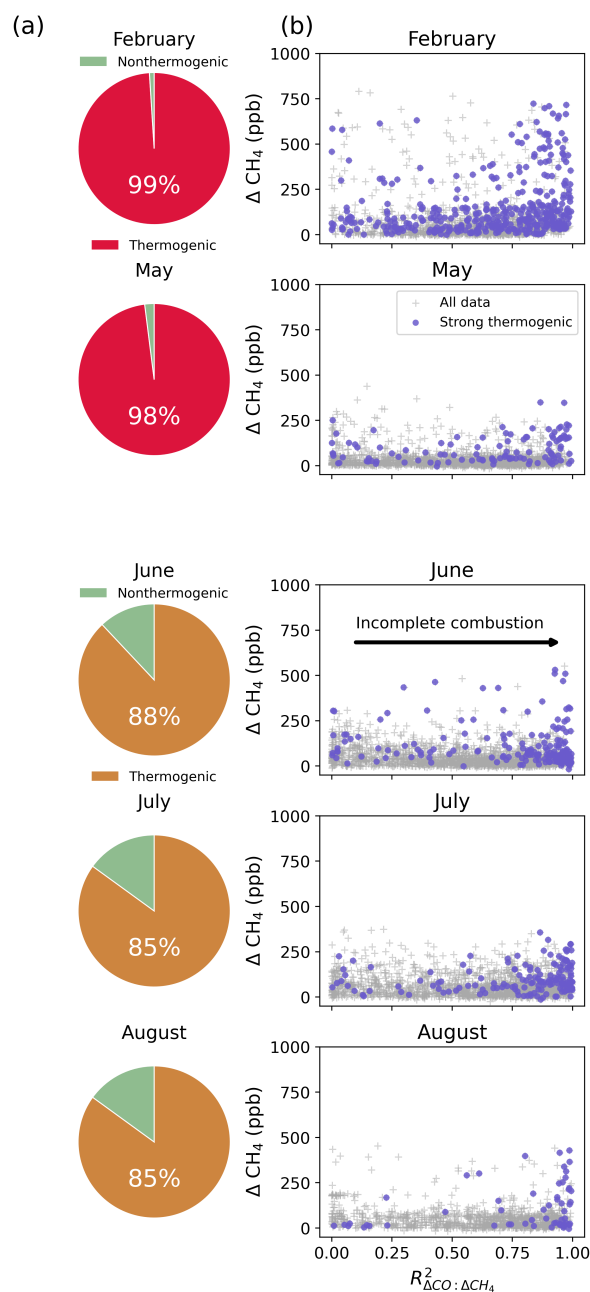 (a)
(b)
February
Nonthermogenic
99%
Thermogenic
February
1000
750
500
250
0
Δ CH₄ (ppb)
May
98%
May
1000
750
500
250
0
Δ CH₄ (ppb)
All data
Strong thermogenic
June
Nonthermogenic
88%
Thermogenic
June
1000
750
500
250
0
Δ CH₄ (ppb)
Incomplete combustion
July
85%
July
1000
750
500
250
0
Δ CH₄ (ppb)
August
85%
August
1000
750
500
250
0
Δ CH₄ (ppb)
0.00 0.25 0.50 0.75 1.00
R²ΔCO : ΔCH₄